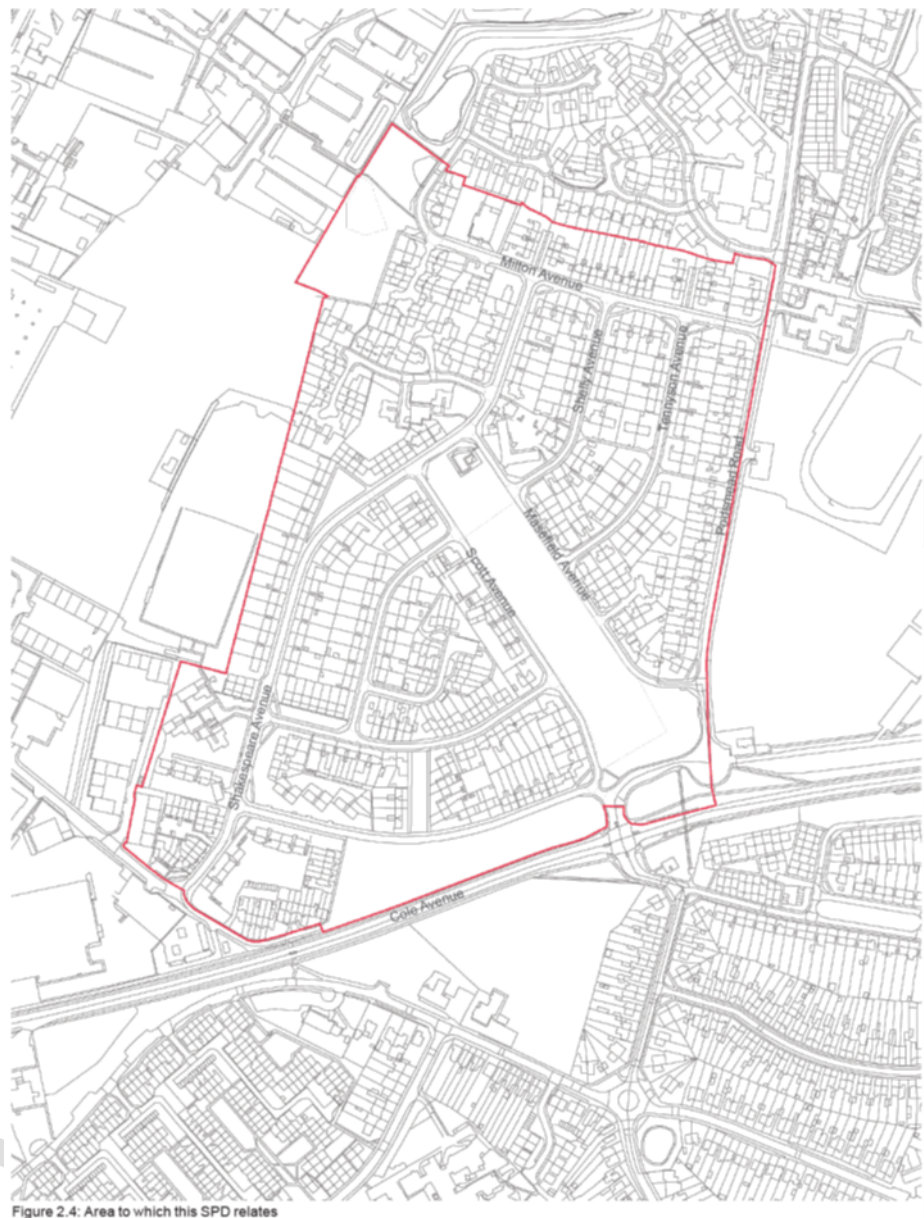 Milton Avenue
Shelly Avenue
Tennyson Avenue
Podsmead Road
Masefield Avenue
Scott Avenue
Shakespeare Avenue
Cole Avenue
Figure 2.4: Area to which this SPD relates